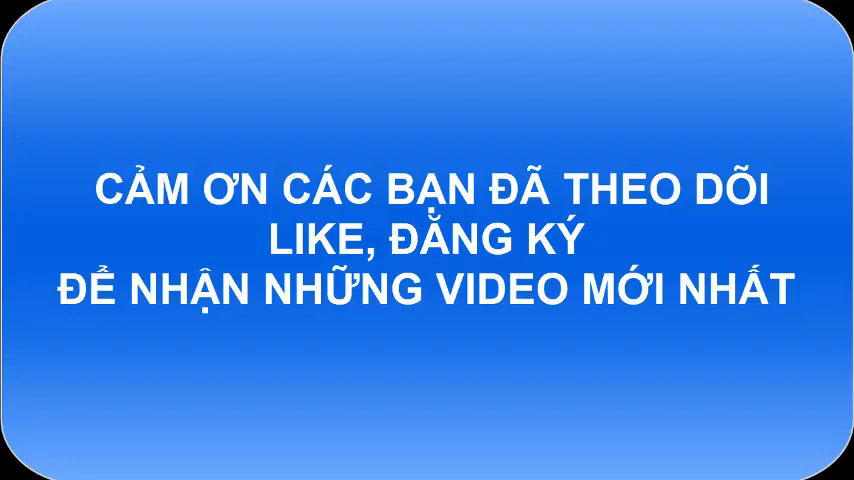 CẢM ƠN CÁC BẠN ĐÃ THEO DÕI
LIKE, ĐĂNG KÝ
ĐỂ NHẬN NHỮNG VIDEO MỚI NHẤT